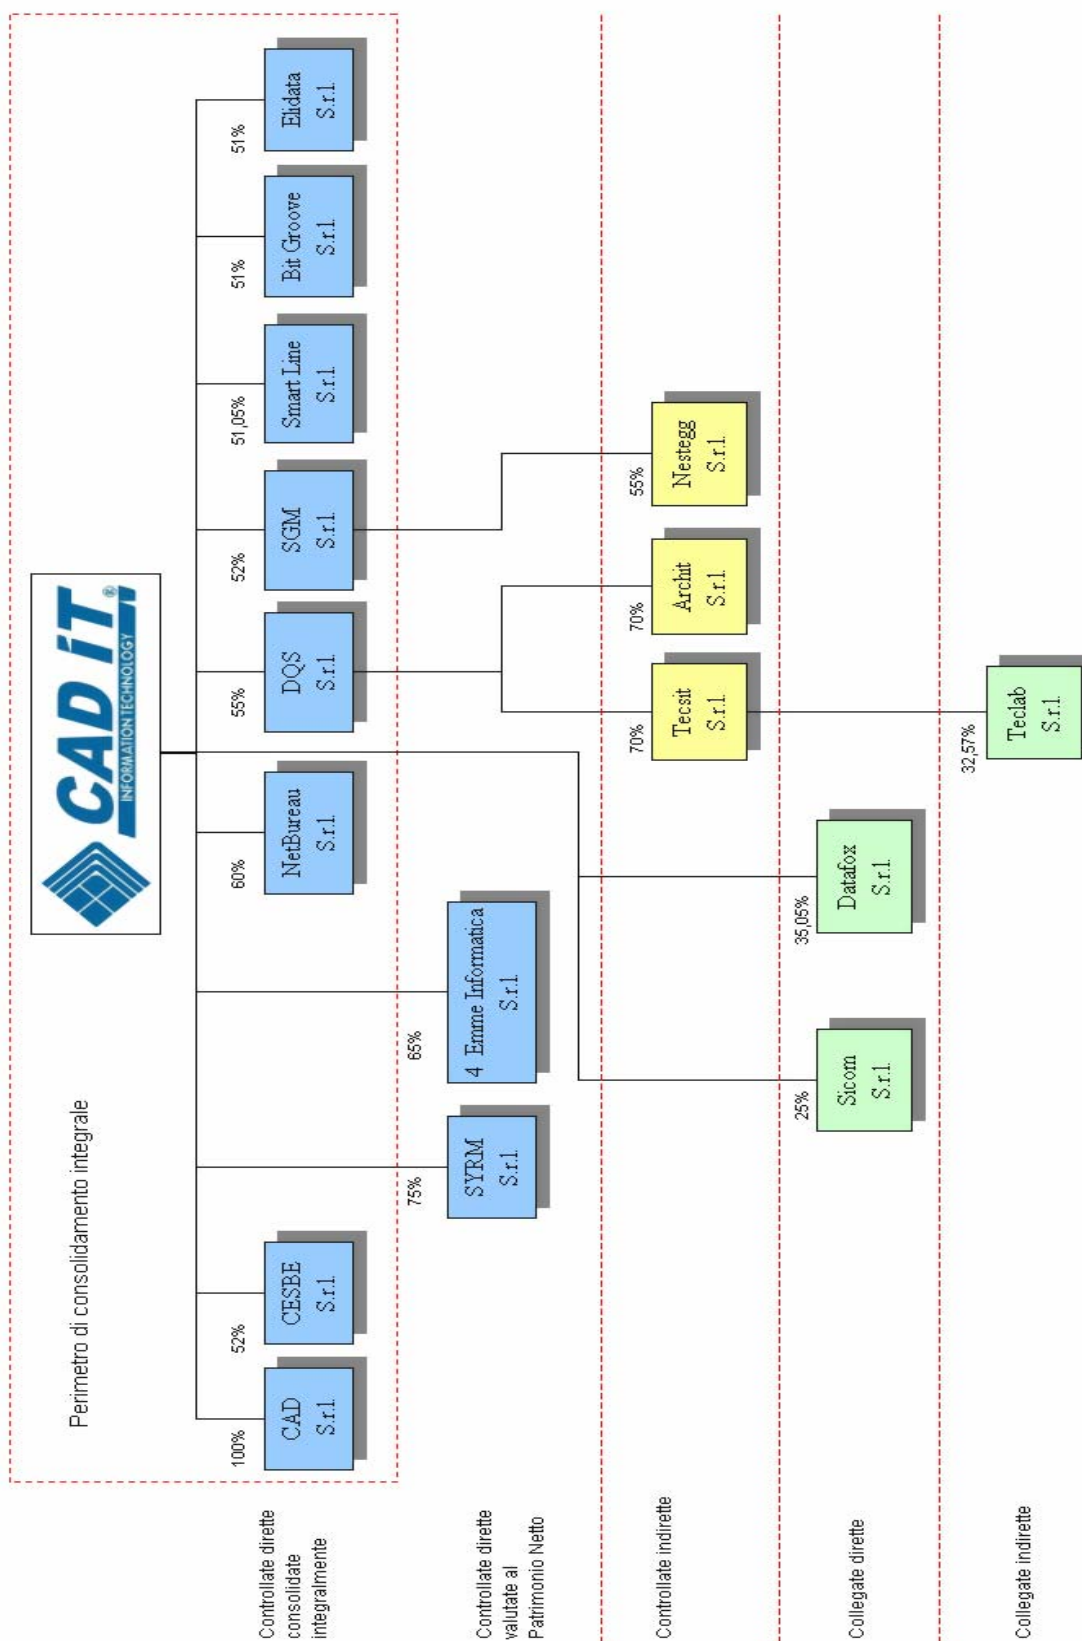 Perimetro di consolidamento integrale
CAD iT®
INFORMATION TECHNOLOGY
Controllate dirette
consolidate
integralmente
100%
CAD
S.r.l.
52%
CESBE
S.r.l.
60%
NetBureau
S.r.l.
55%
DQS
S.r.l.
52%
SGM
S.r.l.
51,05%
Smart Line
S.r.l.
51%
Bit Groove
S.r.l.
51%
Elidata
S.r.l.
Controllate dirette
valutate al
Patrimonio Netto
75%
SYRM
S.r.l.
65%
4 Emme Informatica
S.r.l.
Controllate indirette
70%
Tecsit
S.r.l.
70%
Archit
S.r.l.
55%
Nestegg
S.r.l.
Collegate dirette
25%
Sicom
S.r.l.
35,05%
Datafox
S.r.l.
Collegate indirette
32,57%
Teclab
S.r.l.